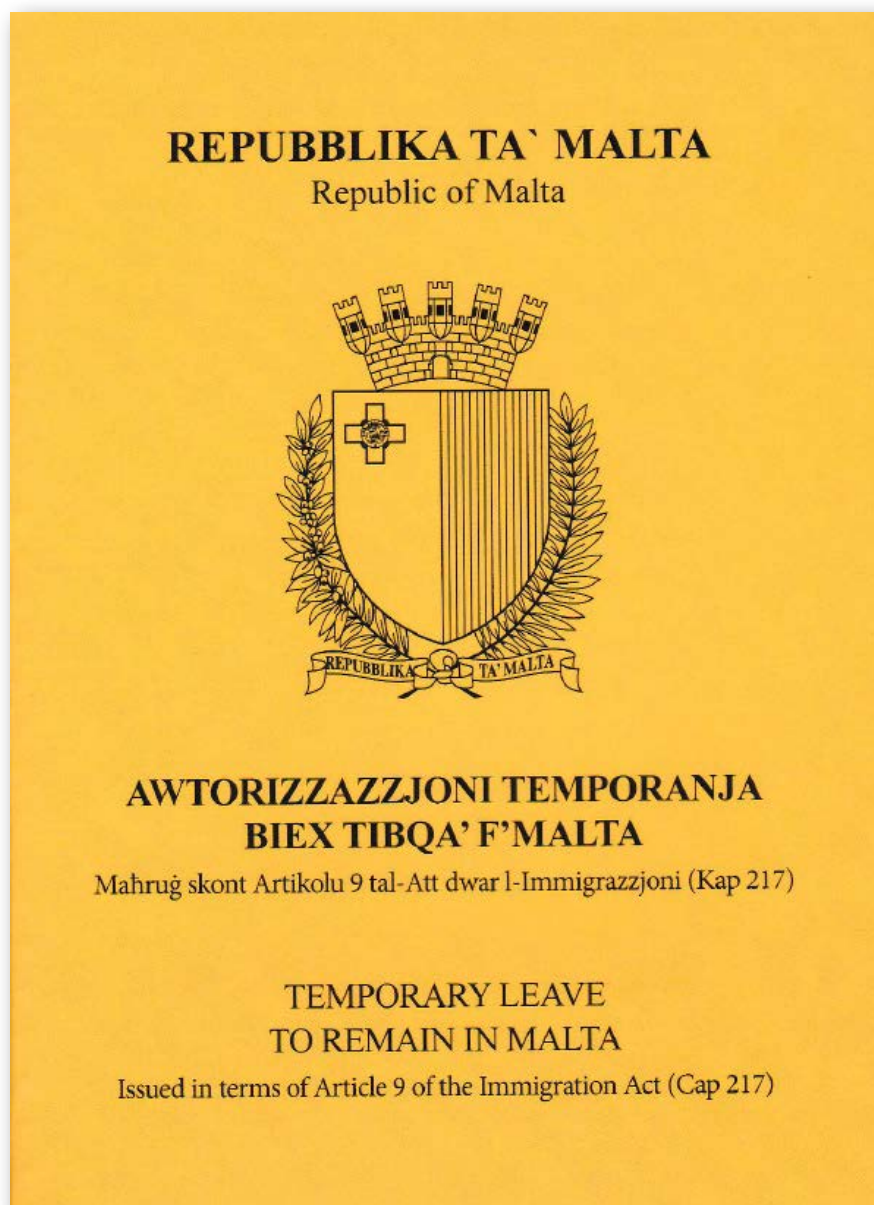 REPUBBLIKA TA` MALTA
Republic of Malta
REPUBBLIKA TA' MALTA
AWTORIZZAZZJONI TEMPORANJA
BIEX TIBQA’ F’MALTA
Maħruġ skont Artikolu 9 tal-Att dwar l-Immigrazzjoni (Kap 217)
TEMPORARY LEAVE
TO REMAIN IN MALTA
Issued in terms of Article 9 of the Immigration Act (Cap 217)